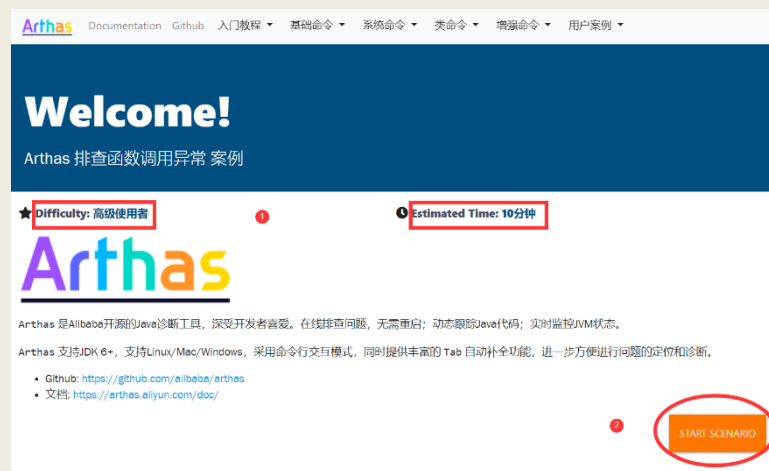 Arthas Documentation Github 入门教程 基础命令 系统命令 类命令 增强命令 用户案例
Welcome!
Arthas 排查函数调用异常 案例
Difficulty: 高级使用者 1 Estimated Time: 10分钟
Arthas
Arthas 是Alibaba开源的Java诊断工具，深受开发者喜爱。在线排查问题，无需重启；动态跟踪Java代码；实时监控JVM状态。
Arthas 支持JDK 6+，支持Linux/Mac/Windows，采用命令行交互模式，同时提供丰富的 Tab 自动补全功能，进一步方便进行问题的定位和诊断。
• Github: https://github.com/alibaba/arthas
• 文档: https://arthas.aliyun.com/doc/
2 START SCENARIO